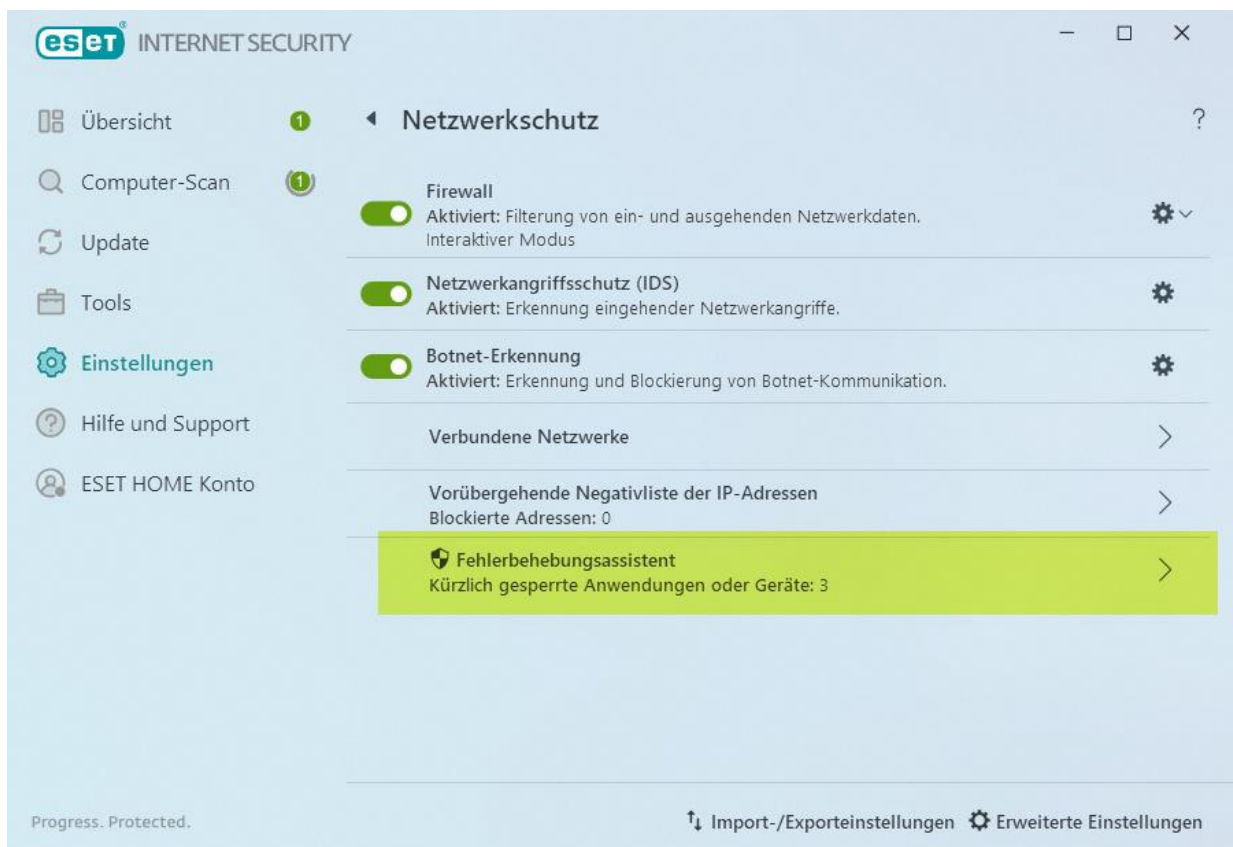 eset® INTERNET SECURITY
Übersicht 1
Computer-Scan 1
Update
Tools
Einstellungen
Hilfe und Support
ESET HOME Konto
Netzwerkschutz ?
Firewall
Aktiviert: Filterung von ein- und ausgehenden Netzwerkdaten.
Interaktiver Modus
Netzwerkangriffsschutz (IDS)
Aktiviert: Erkennung eingehender Netzwerkangriffe.
Botnet-Erkennung
Aktiviert: Erkennung und Blockierung von Botnet-Kommunikation.
Verbundene Netzwerke
Vorübergehende Negativliste der IP-Adressen
Blockierte Adressen: 0
Fehlerbehebungsassistent
Kürzlich gesperrte Anwendungen oder Geräte: 3
Progress. Protected.
Import-/Exporteinstellungen Erweiterte Einstellungen